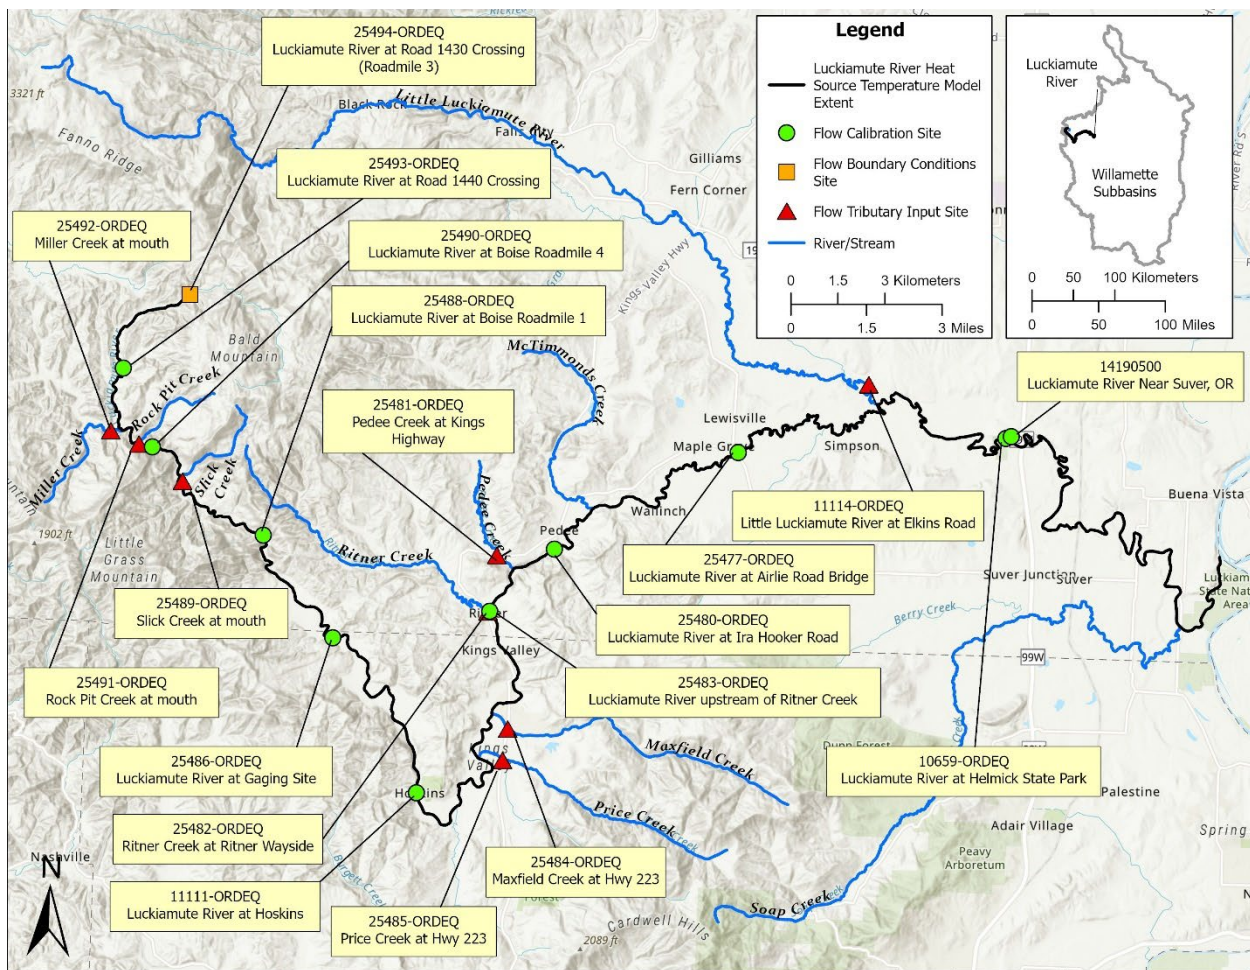 25494-ORDEQ
Luckiamute River at Road 1430 Crossing
(Roadmile 3)
Legend
Luckiamute River Heat
Source Temperature Model
Extent
Flow Calibration Site
Flow Boundary Conditions
Site
Flow Tributary Input Site
River/Stream
0 1.5 3 Kilometers
0 1.5 3 Miles
Luckiamute
River
Willamette
Subbasins
0 50 100 Kilometers
0 50 100 Miles
River Rd S
3321 ft
Fanno Ridge
Black Rock
Little Luckiamute River
Gilliams
Fern Corner
Kings Valley Hwy
25493-ORDEQ
Luckiamute River at Road 1440 Crossing
25492-ORDEQ
Miller Creek at mouth
25490-ORDEQ
Luckiamute River at Boise Roadmile 4
25488-ORDEQ
Luckiamute River at Boise Roadmile 1
Bald
Mountain
Rock Pit Creek
McTimmonds Creek
14190500
Luckiamute River Near Suver, OR
25481-ORDEQ
Pedee Creek at Kings
Highway
Lewisville
Maple Grove
Simpson
Miller Creek
Slick
Creek
Pedee Creek
Buena Vista
1902 ft
Little
Grass
Mountain
Ritner Creek
Pedee
11114-ORDEQ
Little Luckiamute River at Elkins Road
25477-ORDEQ
Luckiamute River at Airlie Road Bridge
Suver Junction
Suver
Luckiamute
State Nat
Area
25489-ORDEQ
Slick Creek at mouth
Berry Creek
25480-ORDEQ
Luckiamute River at Ira Hooker Road
Kings Valley
99W
25491-ORDEQ
Rock Pit Creek at mouth
25483-ORDEQ
Luckiamute River upstream of Ritner Creek
25486-ORDEQ
Luckiamute River at Gaging Site
Kings
Valley
Maxfield Creek
Dunn Forest
Creek
10659-ORDEQ
Luckiamute River at Helmick State Park
Hoskins
Palestine
25482-ORDEQ
Ritner Creek at Ritner Wayside
Price Creek
Adair Village
Spring
Nashville
N
25484-ORDEQ
Maxfield Creek at Hwy 223
Peavy
Arboretum
11111-ORDEQ
Luckiamute River at Hoskins
Burgett Creek
Forest
25485-ORDEQ
Price Creek at Hwy 223
Soap Creek
Cardwell Hills
2089 ft